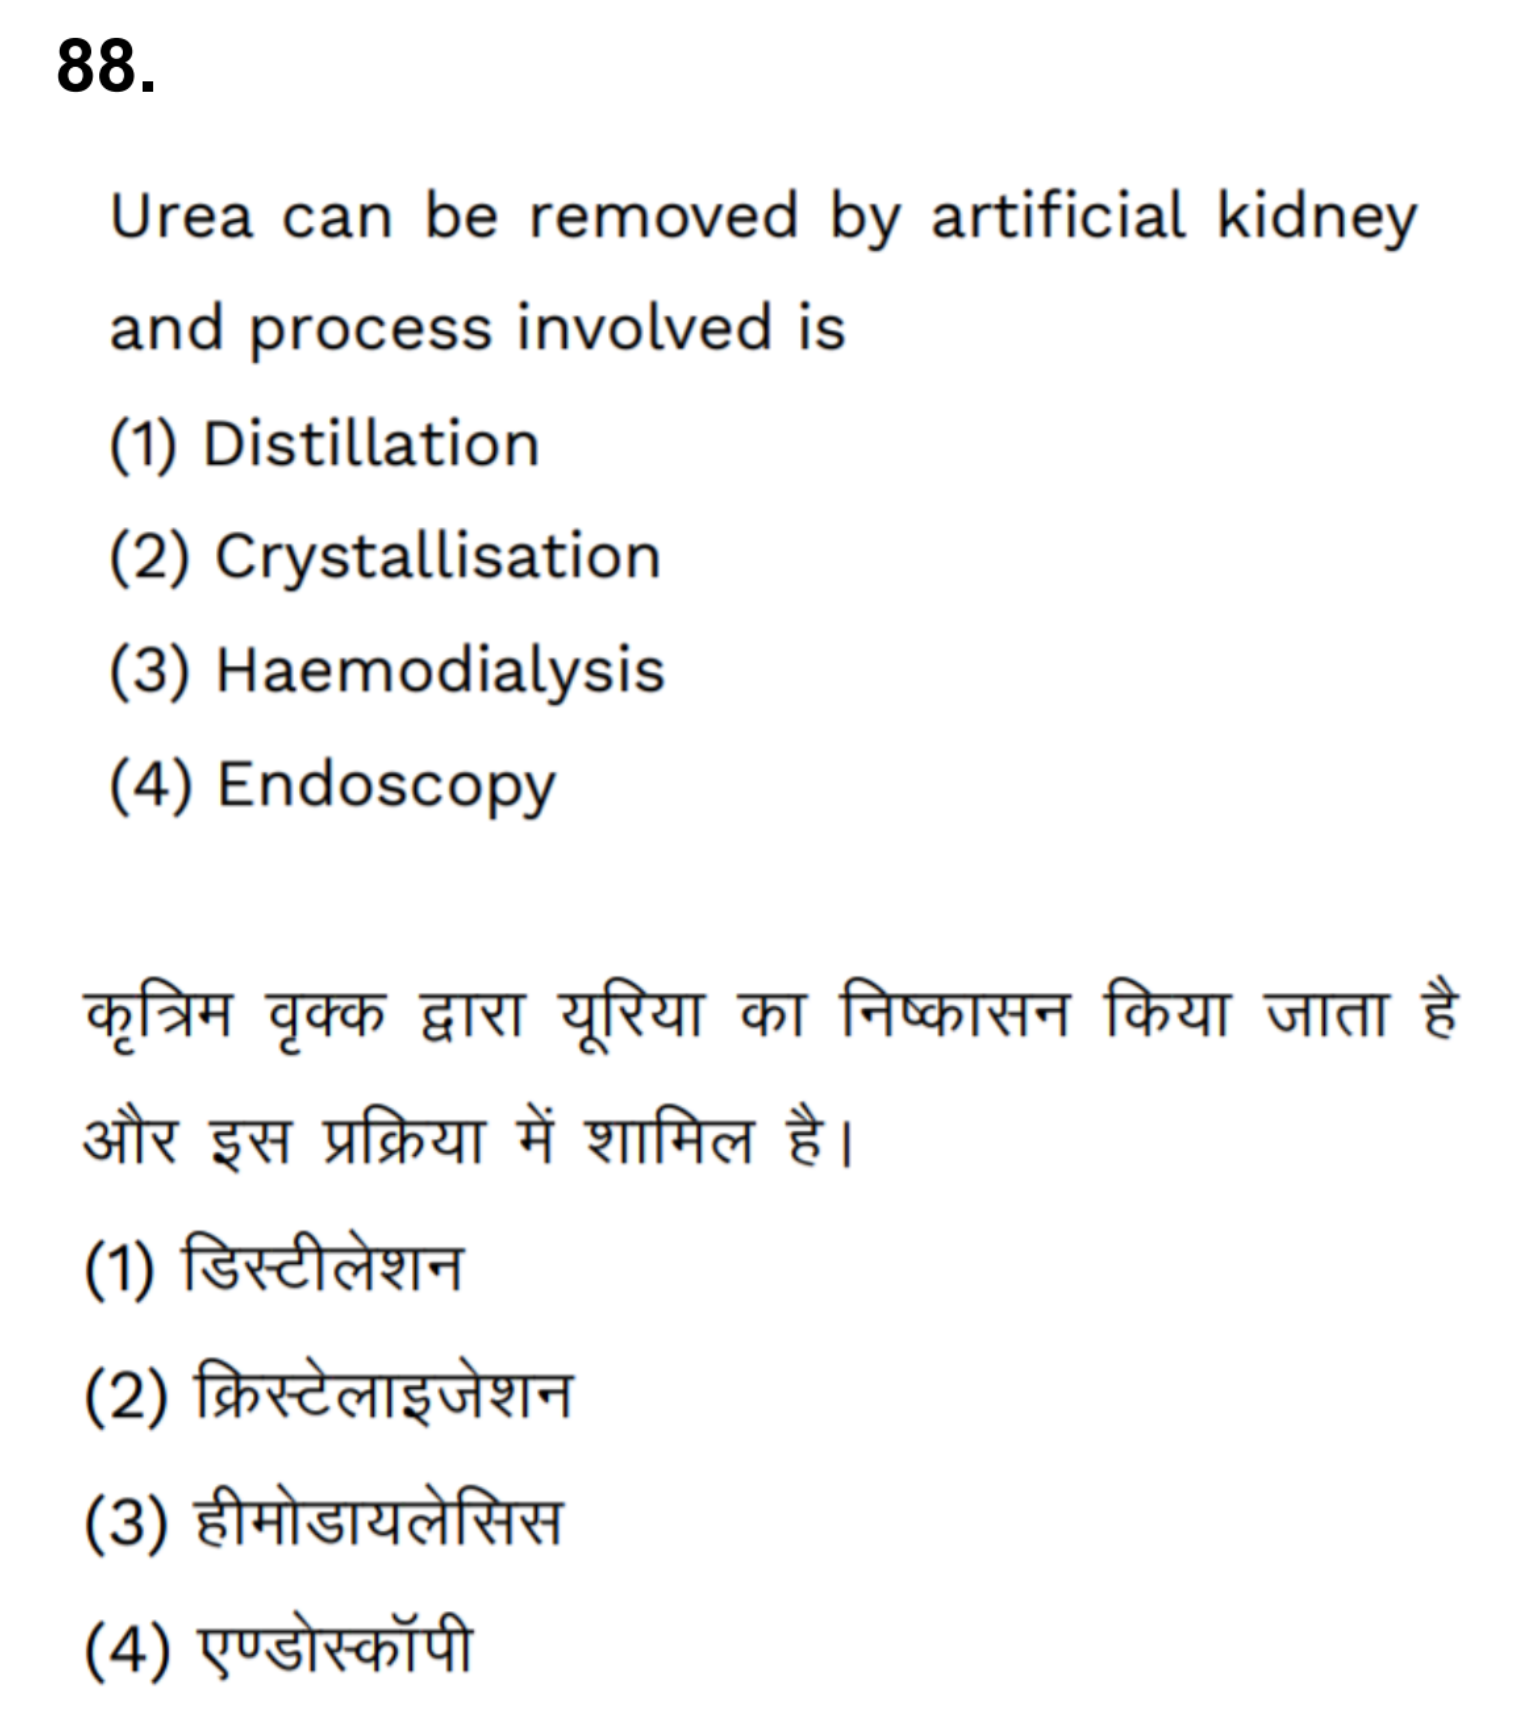 88.
Urea can be removed by artificial kidney
and process involved is
(1) Distillation
(2) Crystallisation
(3) Haemodialysis
(4) Endoscopy
कृत्रिम वृक्क द्वारा यूरिया का निष्कासन किया जाता है
और इस प्रक्रिया में शामिल है।
(1) डिस्टीलेशन
(2) क्रिस्टेलाइजेशन
(3) हीमोडायलेसिस
(4) एण्डोस्कॉपी